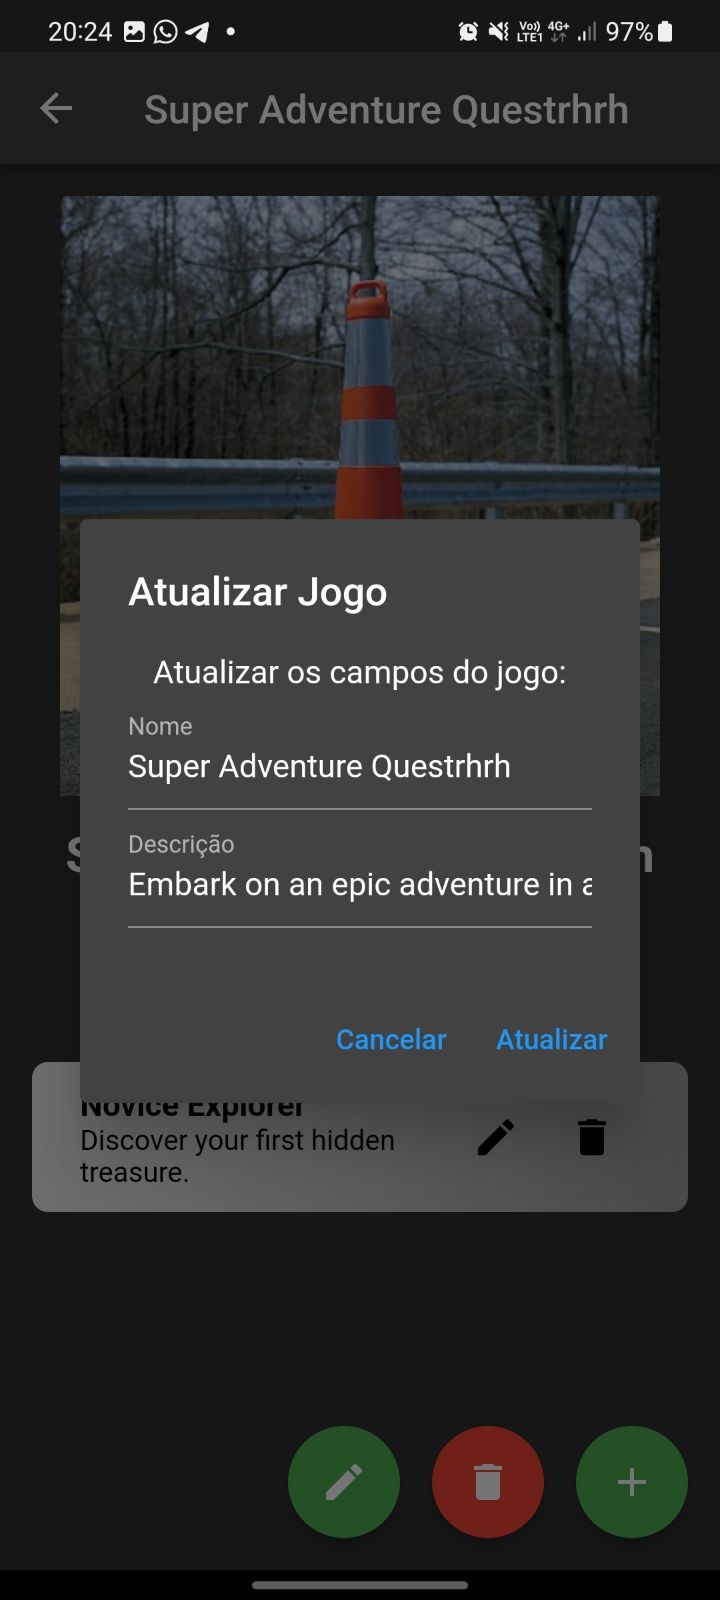 20:24
Vo)) 4G+ 97%
LTE1
Super Adventure Questrhrh
Atualizar Jogo
Atualizar os campos do jogo:
Nome
Super Adventure Questrhrh
Descrição
Embark on an epic adventure in a
Cancelar Atualizar
Novice Explorer
Discover your first hidden
treasure.